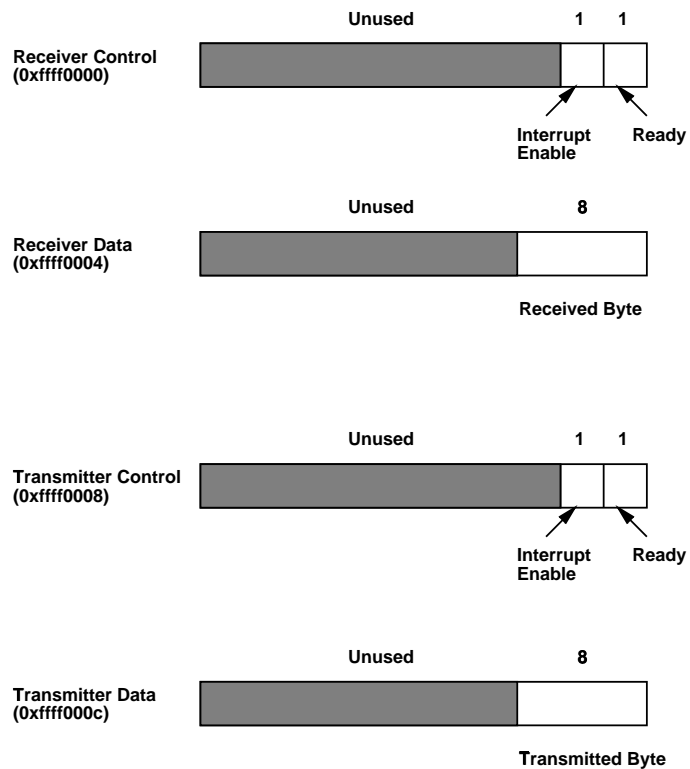 Unused 1 1
Receiver Control
(0xffff0000)
Interrupt Ready
Enable
Unused 8
Receiver Data
(0xffff0004)
Received Byte
Unused 1 1
Transmitter Control
(0xffff0008)
Interrupt Ready
Enable
Unused 8
Transmitter Data
(0xffff000c)
Transmitted Byte